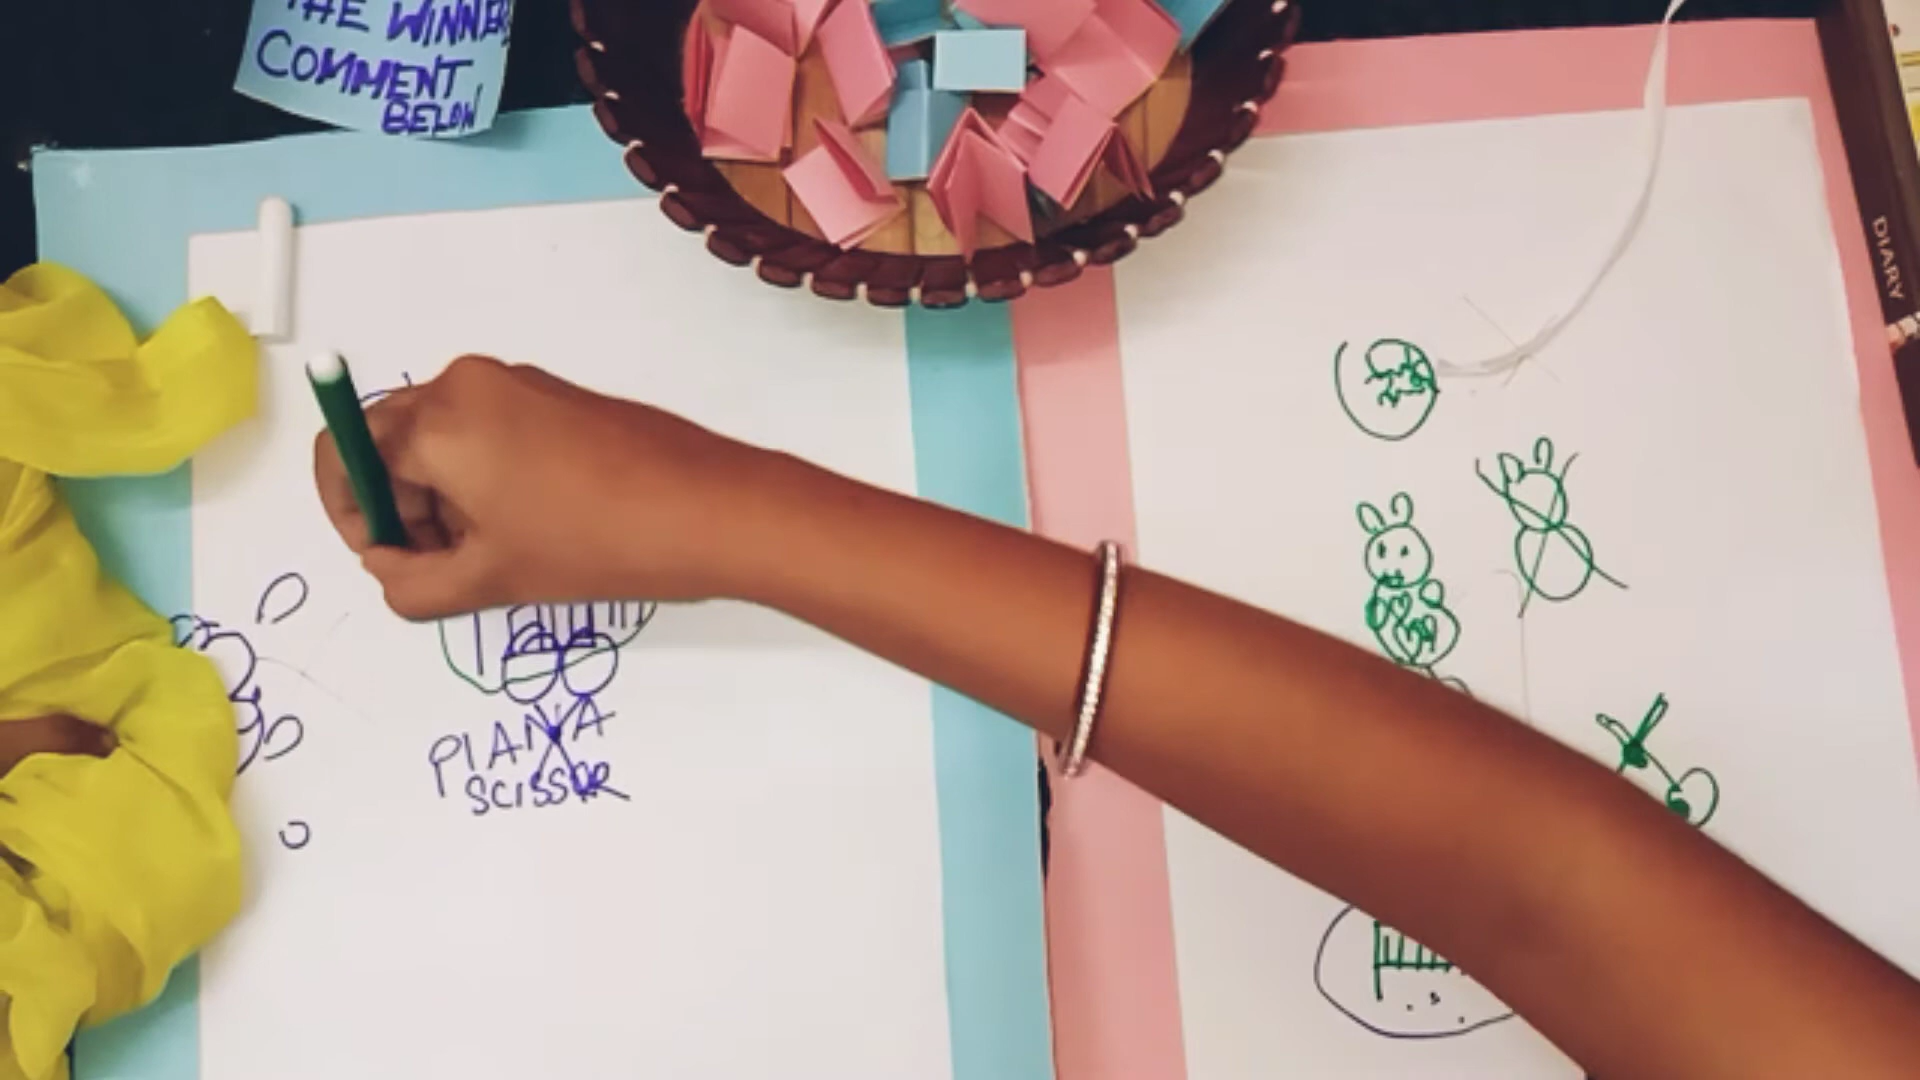 THE WINNER
COMMENT
BELOW
DIARY
PIANA
SCISSOR